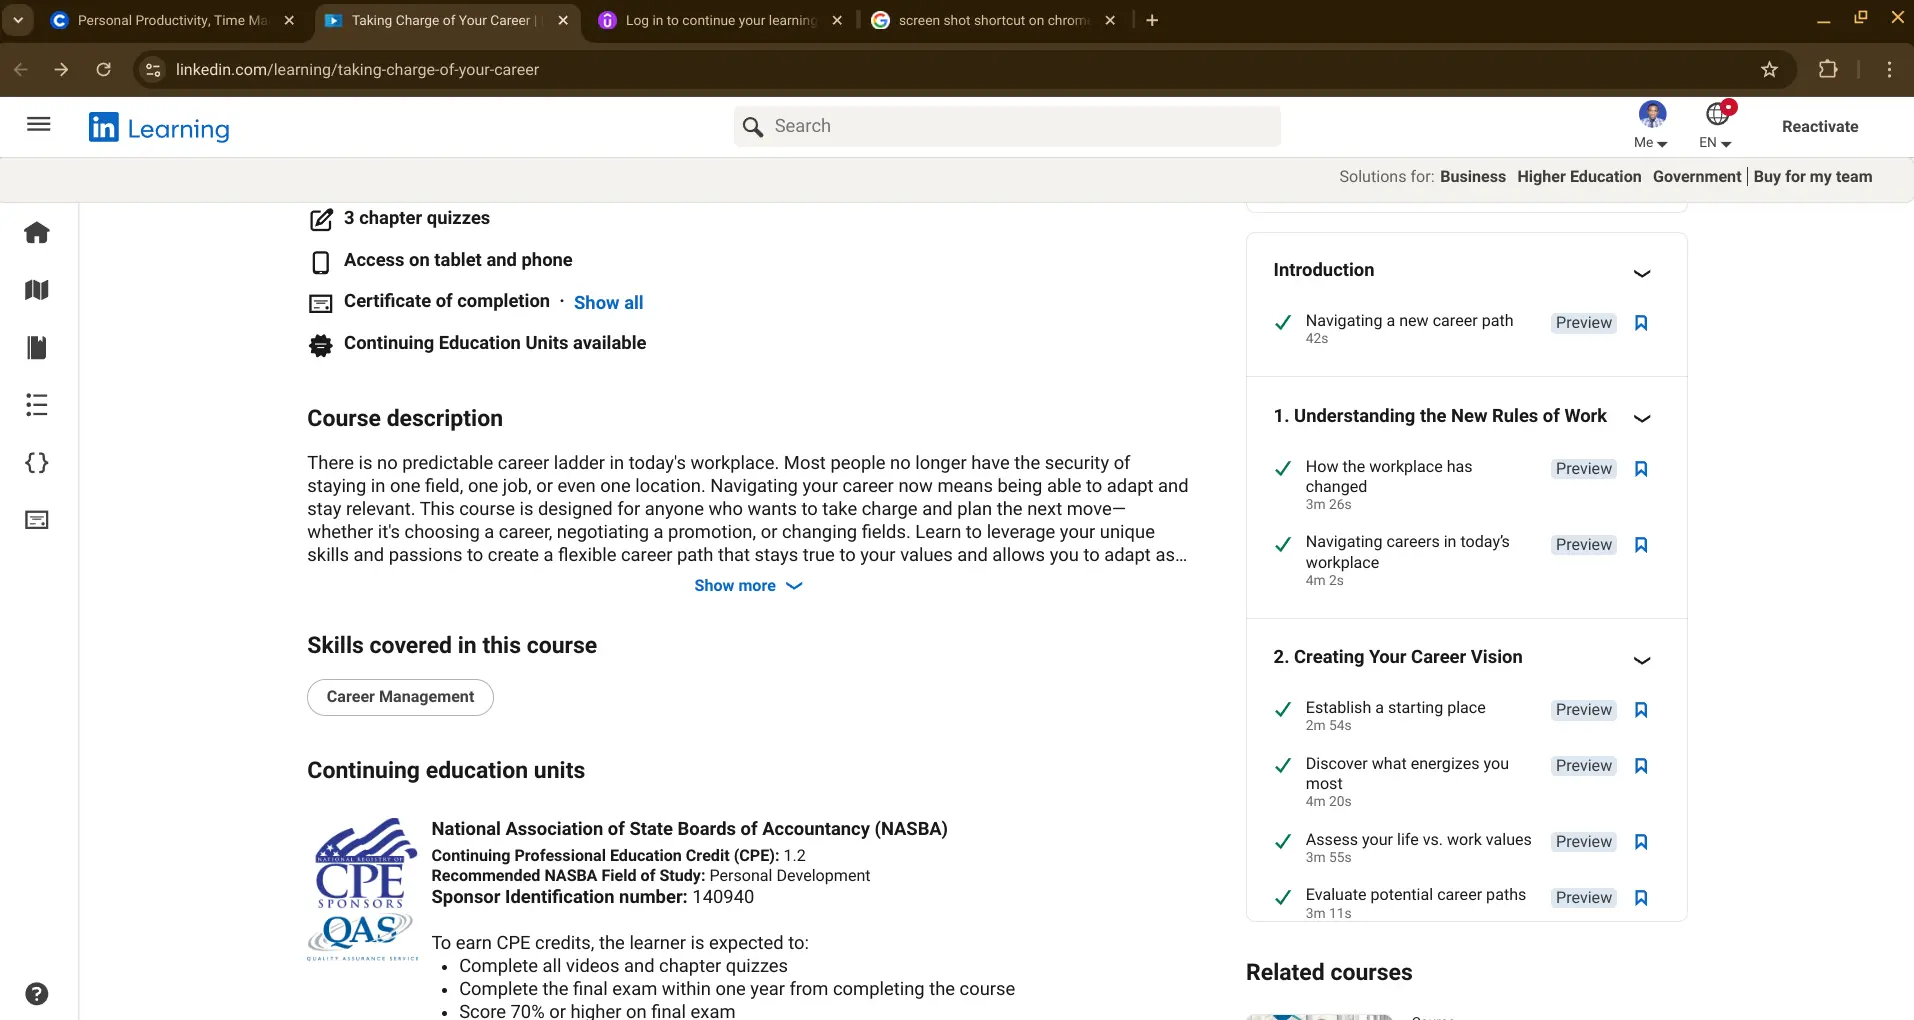 Personal Productivity, Time Ma
Taking Charge of Your Career |
Log in to continue your learning
screen shot shortcut on chrom
linkedin.com/learning/taking-charge-of-your-career
in Learning
Search
Me
EN
Reactivate
Solutions for: Business Higher Education Government | Buy for my team
3 chapter quizzes
Access on tablet and phone
Certificate of completion · Show all
Continuing Education Units available
Course description
There is no predictable career ladder in today's workplace. Most people no longer have the security of
staying in one field, one job, or even one location. Navigating your career now means being able to adapt and
stay relevant. This course is designed for anyone who wants to take charge and plan the next move—
whether it's choosing a career, negotiating a promotion, or changing fields. Learn to leverage your unique
skills and passions to create a flexible career path that stays true to your values and allows you to adapt as…
Show more
Skills covered in this course
Career Management
Continuing education units
NATIONAL REGISTRY OF
CPE
SPONSORS
QAS
QUALITY ASSURANCE SERVICE
National Association of State Boards of Accountancy (NASBA)
Continuing Professional Education Credit (CPE): 1.2
Recommended NASBA Field of Study: Personal Development
Sponsor Identification number: 140940
To earn CPE credits, the learner is expected to:
• Complete all videos and chapter quizzes
• Complete the final exam within one year from completing the course
• Score 70% or higher on final exam
Introduction
Navigating a new career path Preview
42s
1. Understanding the New Rules of Work
How the workplace has Preview
changed
3m 26s
Navigating careers in today's Preview
workplace
4m 2s
2. Creating Your Career Vision
Establish a starting place Preview
2m 54s
Discover what energizes you Preview
most
4m 20s
Assess your life vs. work values Preview
3m 55s
Evaluate potential career paths Preview
3m 11s
Related courses